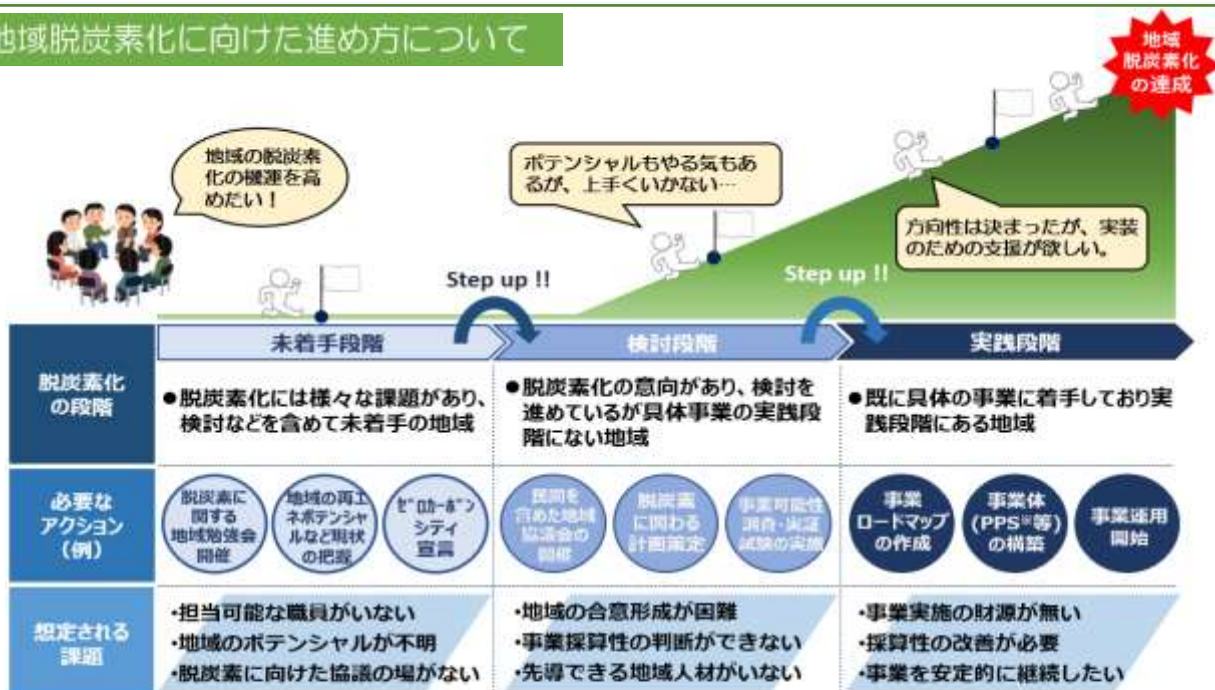 地域脱炭素化に向けた進め方について
地域
脱炭素化
の達成
地域の脱炭素
化の機運を高
めたい！
ポテンシャルもやる気もあ
るが、上手くいかない…
方向性は決まったが、実装
のための支援が欲しい。
Step up !!
Step up !!
未着手段階
検討段階
実践段階
脱炭素化
の段階
●脱炭素化には様々な課題があり、
検討などを含めて未着手の地域
●脱炭素化の意向があり、検討を
進めているが具体事業の実践段
階にない地域
●既に具体の事業に着手しており実
践段階にある地域
必要な
アクション
（例）
脱炭素に
関する
地域勉強会
開催
地域の再エ
ネポテンシャ
ルなど現状
の把握
ｾﾞﾛｶｰﾎﾞﾝ
シティ
宣言
民間を
含めた地域
協議会の
開催
脱炭素
に関わる
計画策定
事業可能性
調査・実証
試験の実施
事業
ロードマップ
の作成
事業体
(PPS※等)
の構築
事業運用
開始
想定される
課題
・担当可能な職員がいない
・地域のポテンシャルが不明
・脱炭素に向けた協議の場がない
・地域の合意形成が困難
・事業採算性の判断ができない
・先導できる地域人材がいない
・事業実施の財源が無い
・採算性の改善が必要
・事業を安定的に継続したい